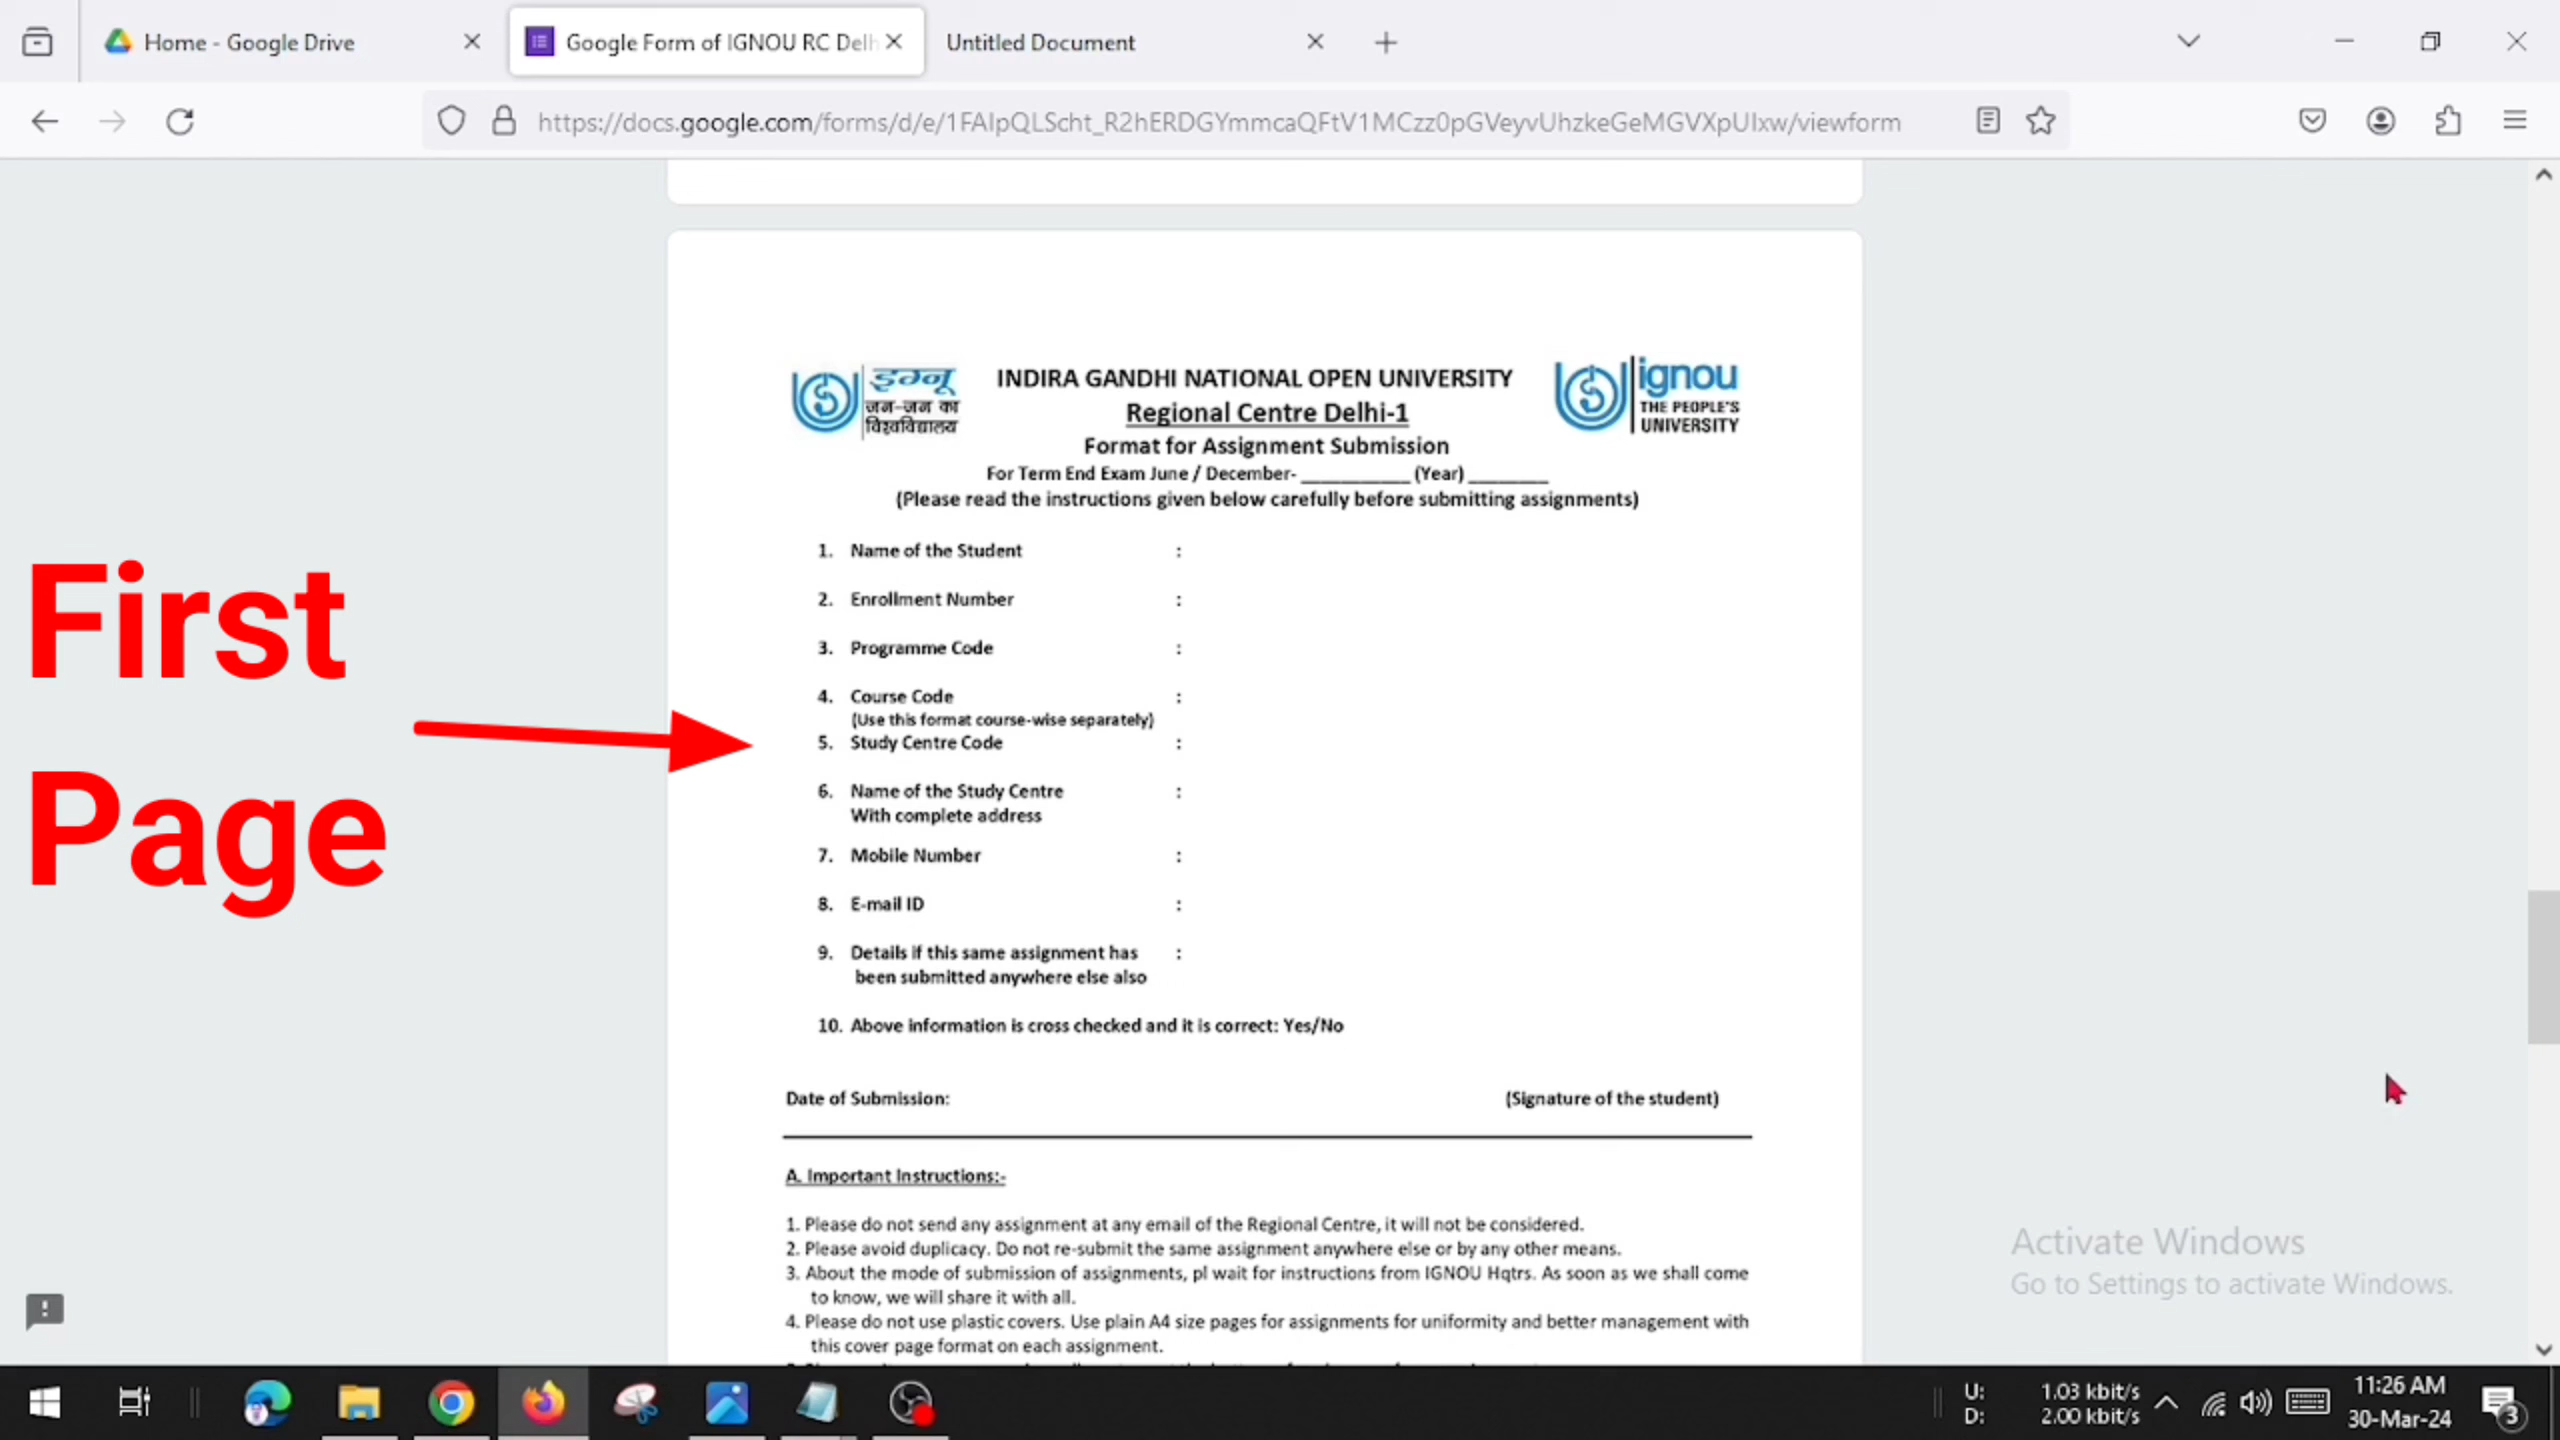 Home - Google Drive
Google Form of IGNOU RC Delh
Untitled Document
https://docs.google.com/forms/d/e/1FAIpQLScht_R2hERDGYmmcaQFtV1MCzz0pGVeyvUhzkeGeMGVXpUIxw/viewform
इग्नू
जन-जन का
विश्वविद्यालय
INDIRA GANDHI NATIONAL OPEN UNIVERSITY
Regional Centre Delhi-1
Format for Assignment Submission
For Term End Exam June / December- ____________ (Year) _________
(Please read the instructions given below carefully before submitting assignments)
ignou
THE PEOPLE'S
UNIVERSITY
1. Name of the Student :
2. Enrollment Number :
3. Programme Code :
4. Course Code :
(Use this format course-wise separately)
5. Study Centre Code :
6. Name of the Study Centre :
With complete address
7. Mobile Number :
8. E-mail ID :
9. Details if this same assignment has :
been submitted anywhere else also
10. Above information is cross checked and it is correct: Yes/No
First
Page
Date of Submission: (Signature of the student)
A. Important Instructions:-
1. Please do not send any assignment at any email of the Regional Centre, it will not be considered.
2. Please avoid duplicacy. Do not re-submit the same assignment anywhere else or by any other means.
3. About the mode of submission of assignments, pl wait for instructions from IGNOU Hqtrs. As soon as we shall come
to know, we will share it with all.
4. Please do not use plastic covers. Use plain A4 size pages for assignments for uniformity and better management with
this cover page format on each assignment.
Activate Windows
Go to Settings to activate Windows.
U: 1.03 kbit/s
D: 2.00 kbit/s
11:26 AM
30-Mar-24
3